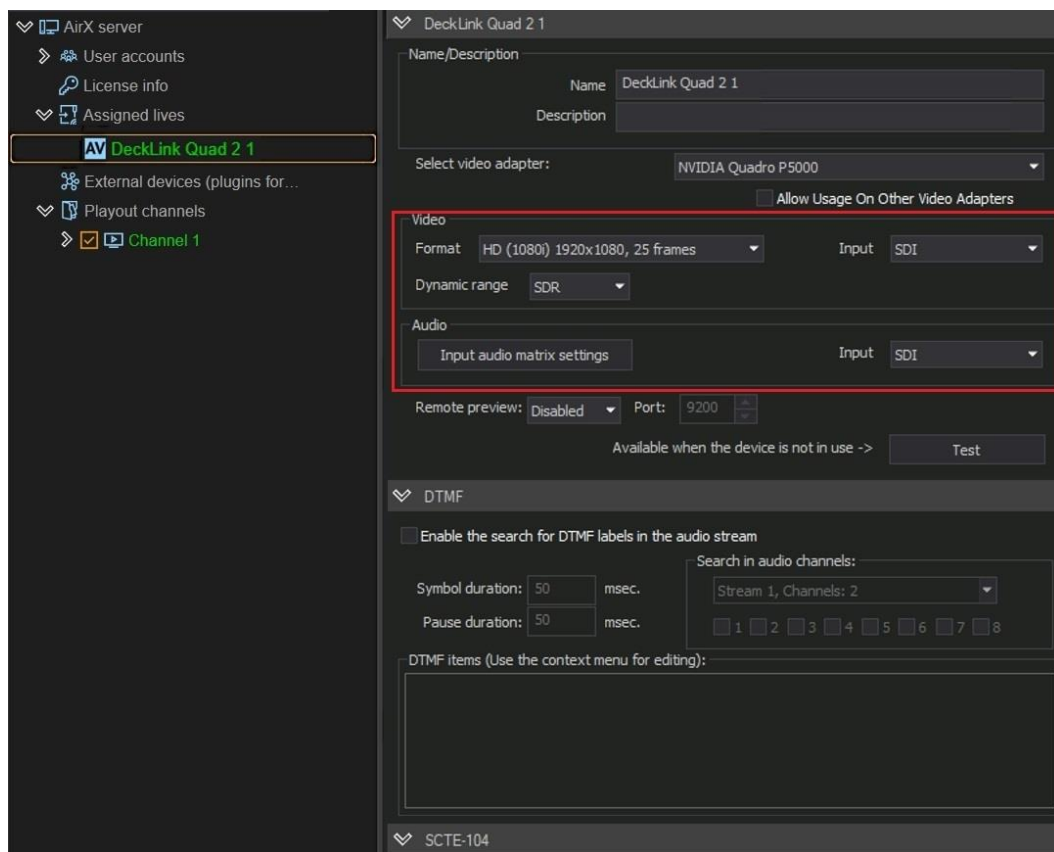 AirX server
User accounts
License info
Assigned lives
AV DeckLink Quad 2 1
External devices (plugins for...
Playout channels
Channel 1
DeckLink Quad 2 1
Name/Description
Name DeckLink Quad 2 1
Description
Select video adapter: NVIDIA Quadro P5000
Allow Usage On Other Video Adapters
Video
Format HD (1080i) 1920x1080, 25 frames Input SDI
Dynamic range SDR
Audio
Input audio matrix settings Input SDI
Remote preview: Disabled Port: 9200
Available when the device is not in use -> Test
DTMF
Enable the search for DTMF labels in the audio stream
Search in audio channels:
Symbol duration: 50 msec. Stream 1, Channels: 2
Pause duration: 50 msec. 1 2 3 4 5 6 7 8
DTMF items (Use the context menu for editing):
SCTE-104